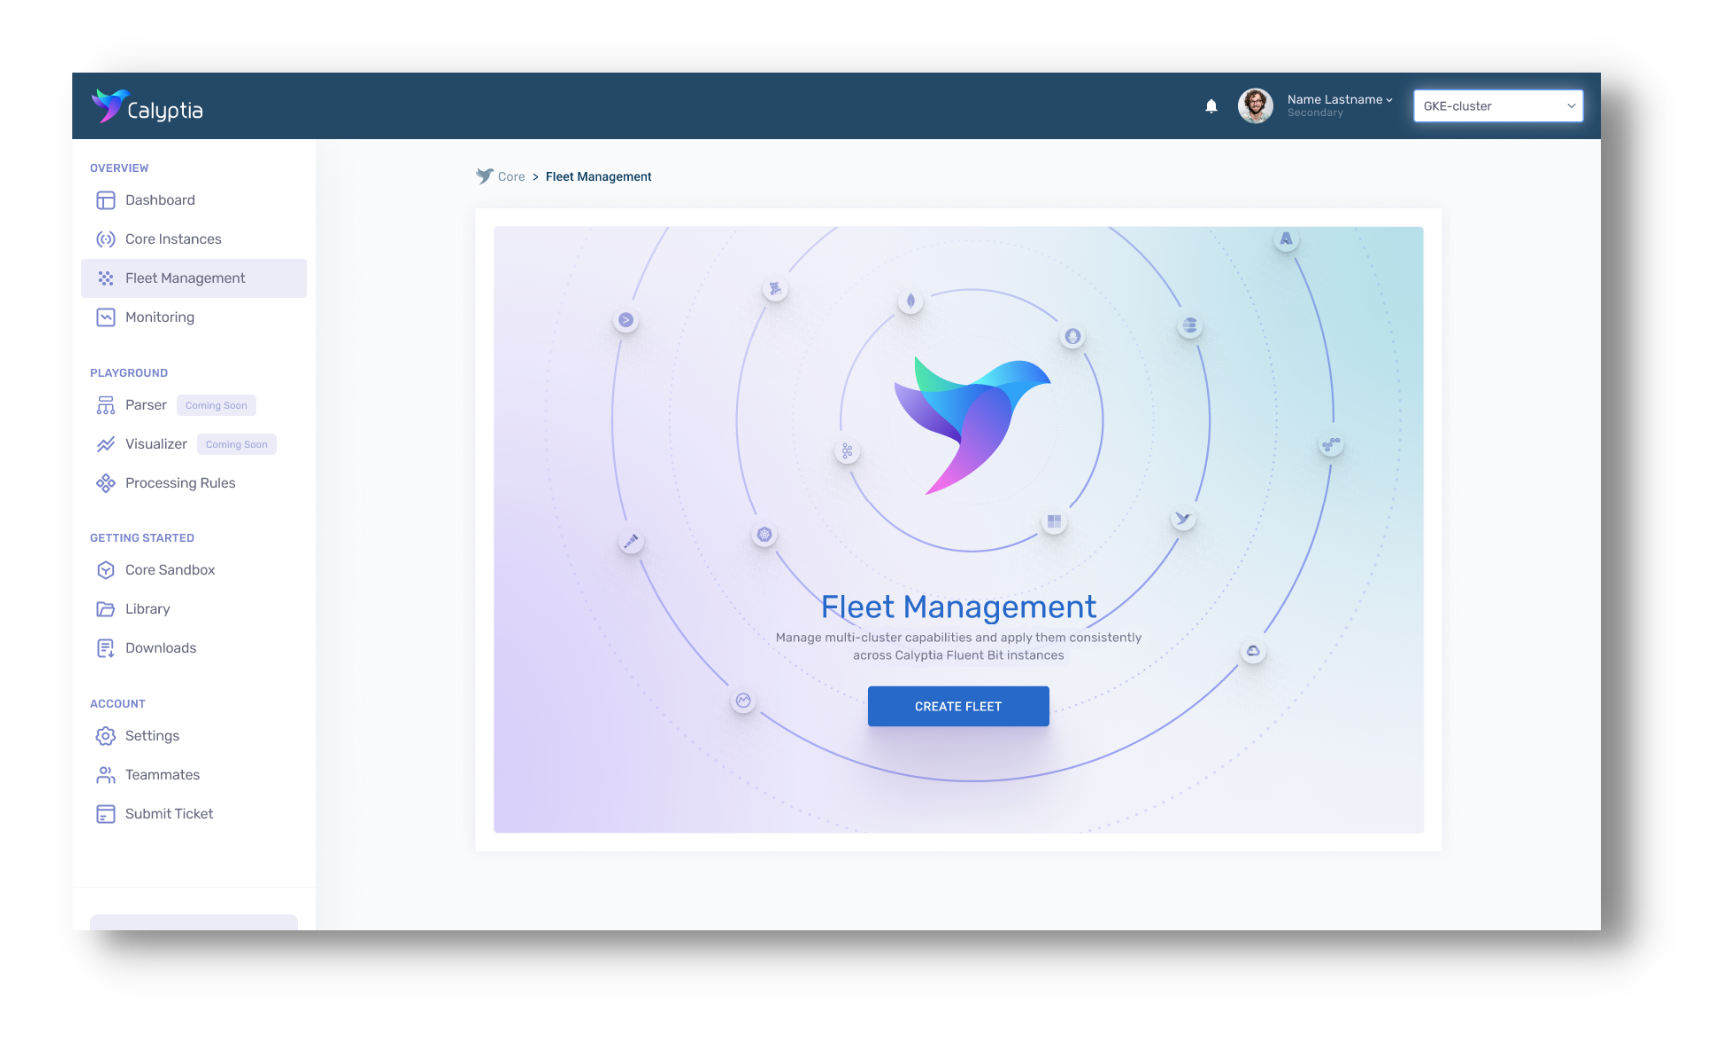 Calyptia
Name Lastname
Secondary
GKE-cluster
OVERVIEW
Dashboard
Core Instances
Fleet Management
Monitoring
PLAYGROUND
Parser Coming Soon
Visualizer Coming Soon
Processing Rules
GETTING STARTED
Core Sandbox
Library
Downloads
ACCOUNT
Settings
Teammates
Submit Ticket
Core > Fleet Management
Fleet Management
Manage multi-cluster capabilities and apply them consistently
across Calyptia Fluent Bit instances
CREATE FLEET